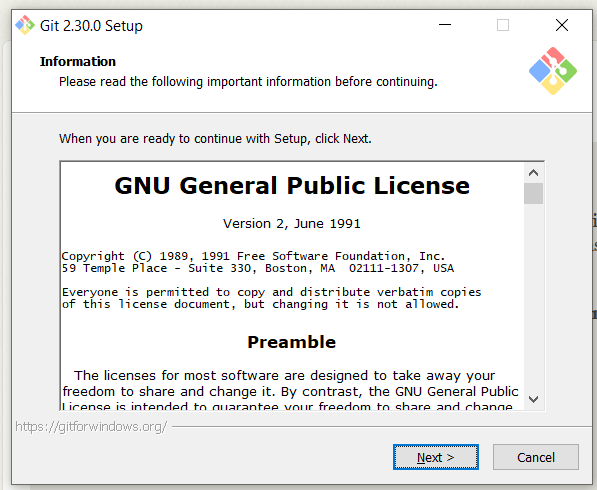 Git 2.30.0 Setup
Information
Please read the following important information before continuing.
When you are ready to continue with Setup, click Next.
GNU General Public License
Version 2, June 1991
Copyright (C) 1989, 1991 Free Software Foundation, Inc.
59 Temple Place - Suite 330, Boston, MA  02111-1307, USA
Everyone is permitted to copy and distribute verbatim copies
of this license document, but changing it is not allowed.
Preamble
The licenses for most software are designed to take away your
freedom to share and change it. By contrast, the GNU General Public
License is intended to guarantee your freedom to share and change
https://gitforwindows.org/
Next >
Cancel